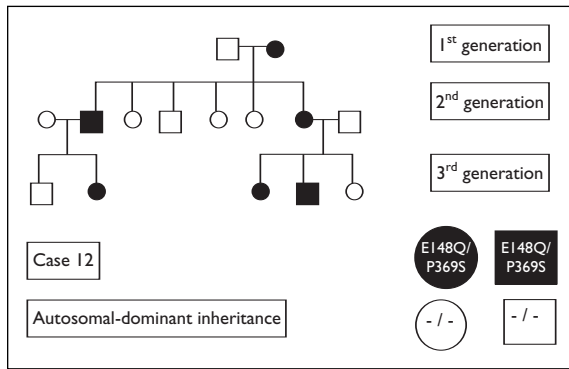 1st generation
2nd generation
3rd generation
Case 12
E148Q/
P369S
E148Q/
P369S
Autosomal-dominant inheritance
- / -
- / -